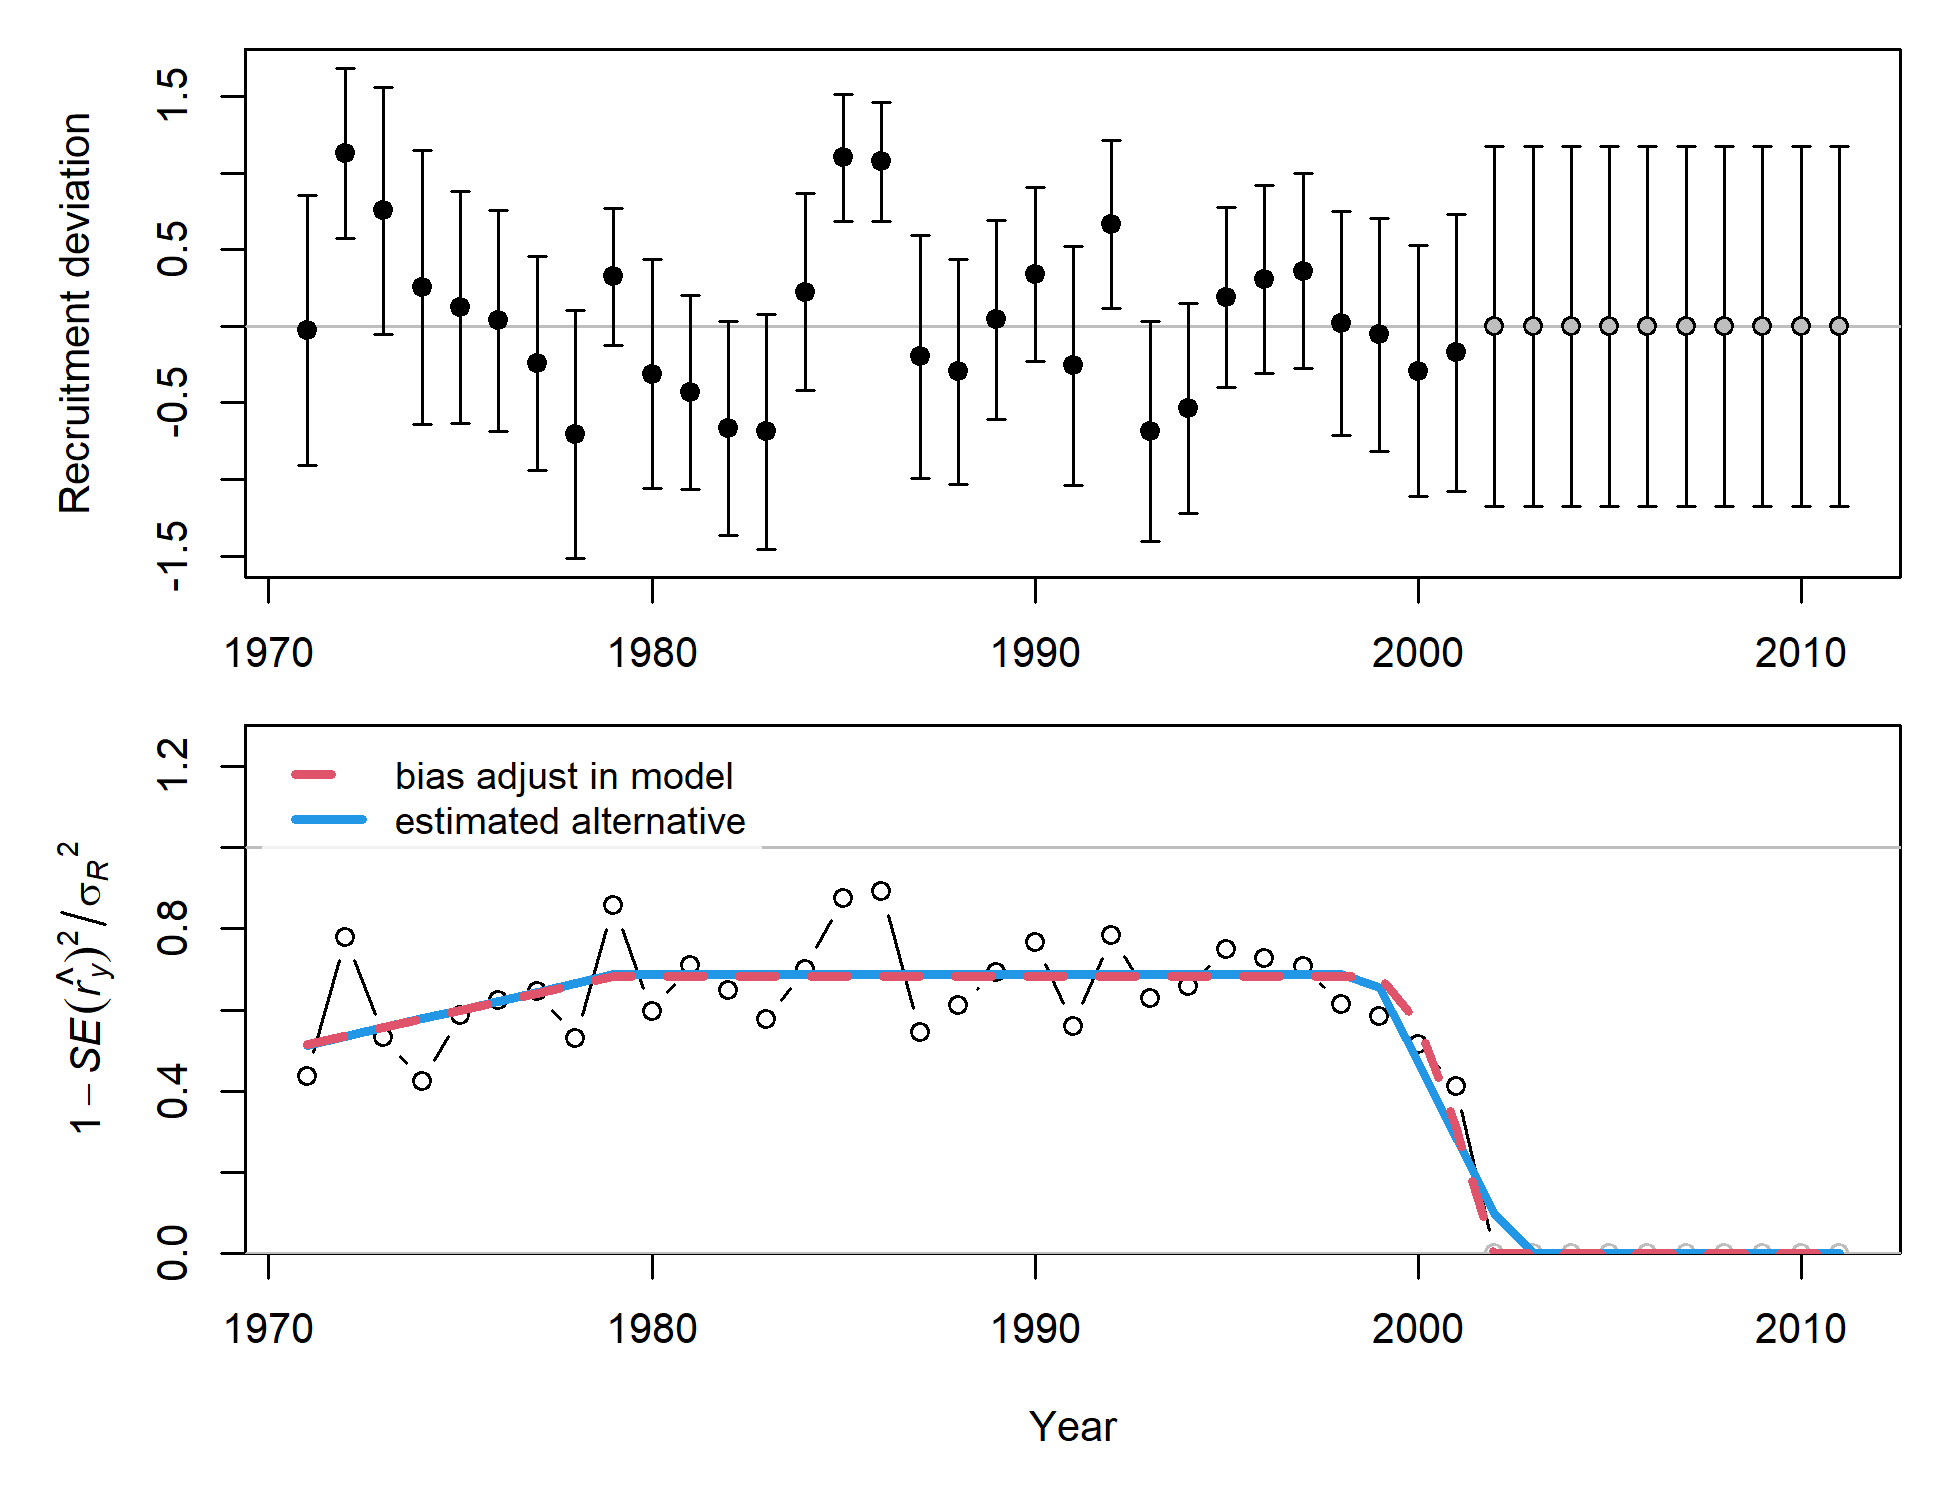 Recruitment deviation
1.5
0.5
-0.5
-1.5
1970 1980 1990 2000 2010
bias adjust in model
estimated alternative
1 − SE(r̂_y)² / σ_R²
1.2
0.8
0.4
0.0
1970 1980 1990 2000 2010
Year